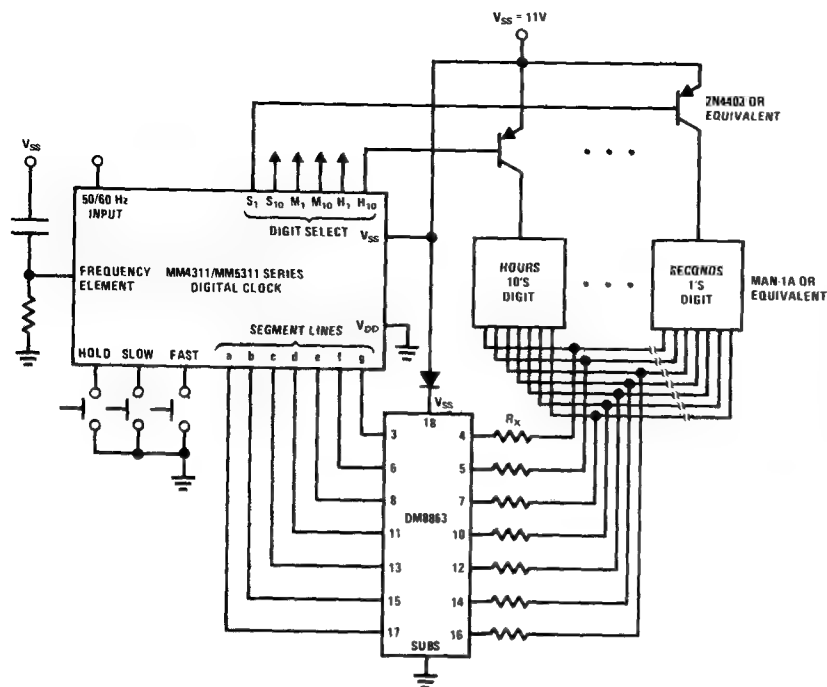 VSS = 11V
2N4403 OR
EQUIVALENT
VSS
50/60 Hz
INPUT
S1 S10 M1 M10 H1 H10
DIGIT SELECT
VSS
FREQUENCY
ELEMENT
MM4311/MM5311 SERIES
DIGITAL CLOCK
HOURS
10'S
DIGIT
SECONDS
1'S
DIGIT
MAN-1A OR
EQUIVALENT
VDD
SEGMENT LINES
HOLD SLOW FAST
a b c d e f g
VSS
18
RX
3 4
6 5
8 7
DM8863
11 10
13 12
15 14
17 16
SUBS